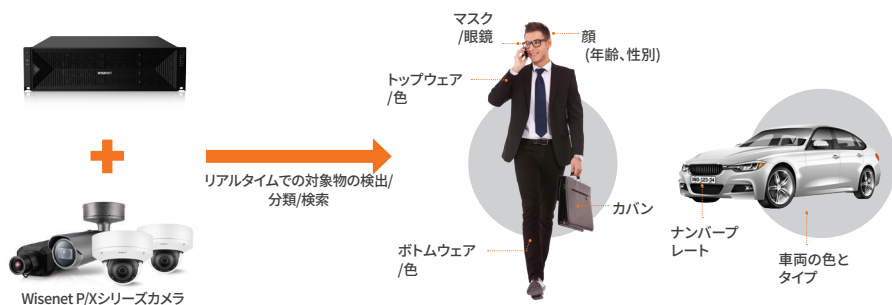 WISENET
マスク
/眼鏡
顔
(年齢、性別)
トップウェア
/色
リアルタイムでの対象物の検出/
分類/検索
カバン
ボトムウェア
/色
ナンバープ
レート
車両の色と
タイプ
Wisenet P/Xシリーズカメラ